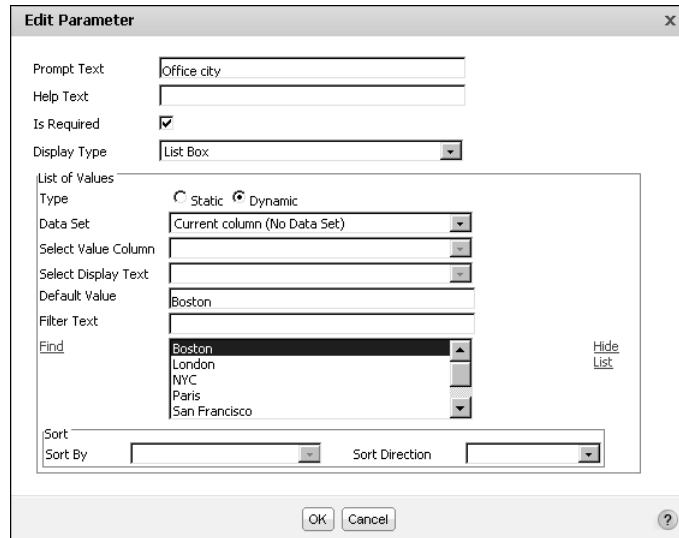 Edit Parameter x
Prompt Text Office city
Help Text
Is Required
Display Type List Box
List of Values
Type Static Dynamic
Data Set Current column (No Data Set)
Select Value Column
Select Display Text
Default Value Boston
Filter Text
Find Boston Hide
London List
NYC
Paris
San Francisco
Sort
Sort By Sort Direction
OK Cancel ?